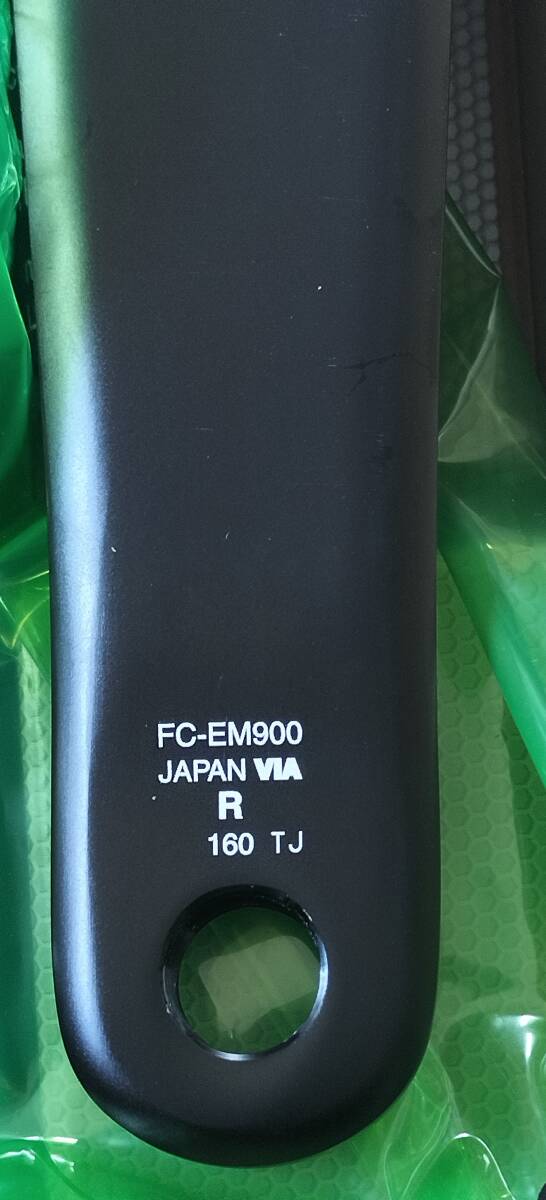 FC-EM900
JAPAN VIA
R
160 TJ